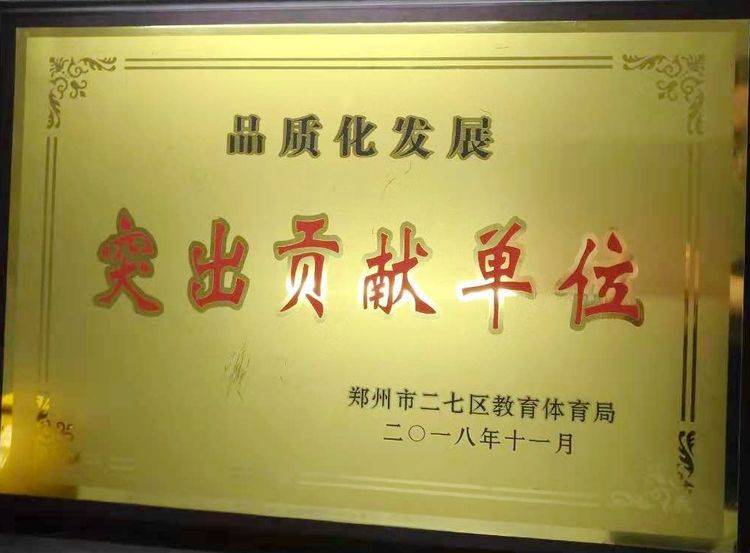 品质化发展
突出贡献单位
郑州市二七区教育体育局
二〇一八年十一月